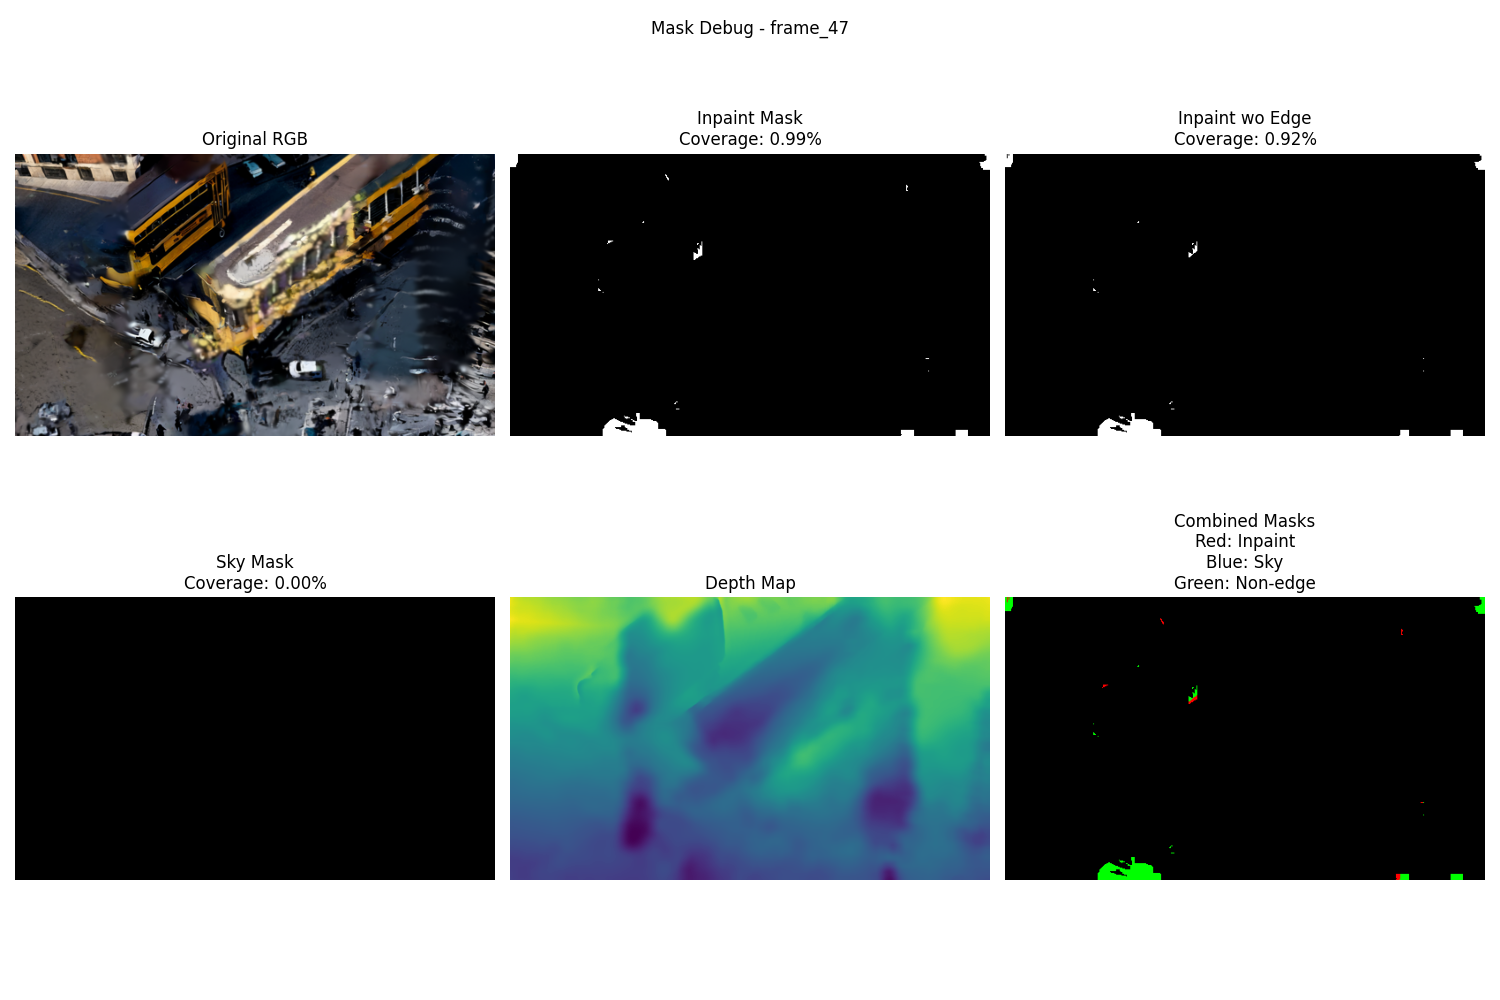 Mask Debug - frame_47
Original RGB
Inpaint Mask
Coverage: 0.99%
Inpaint wo Edge
Coverage: 0.92%
Sky Mask
Coverage: 0.00%
Depth Map
Combined Masks
Red: Inpaint
Blue: Sky
Green: Non-edge